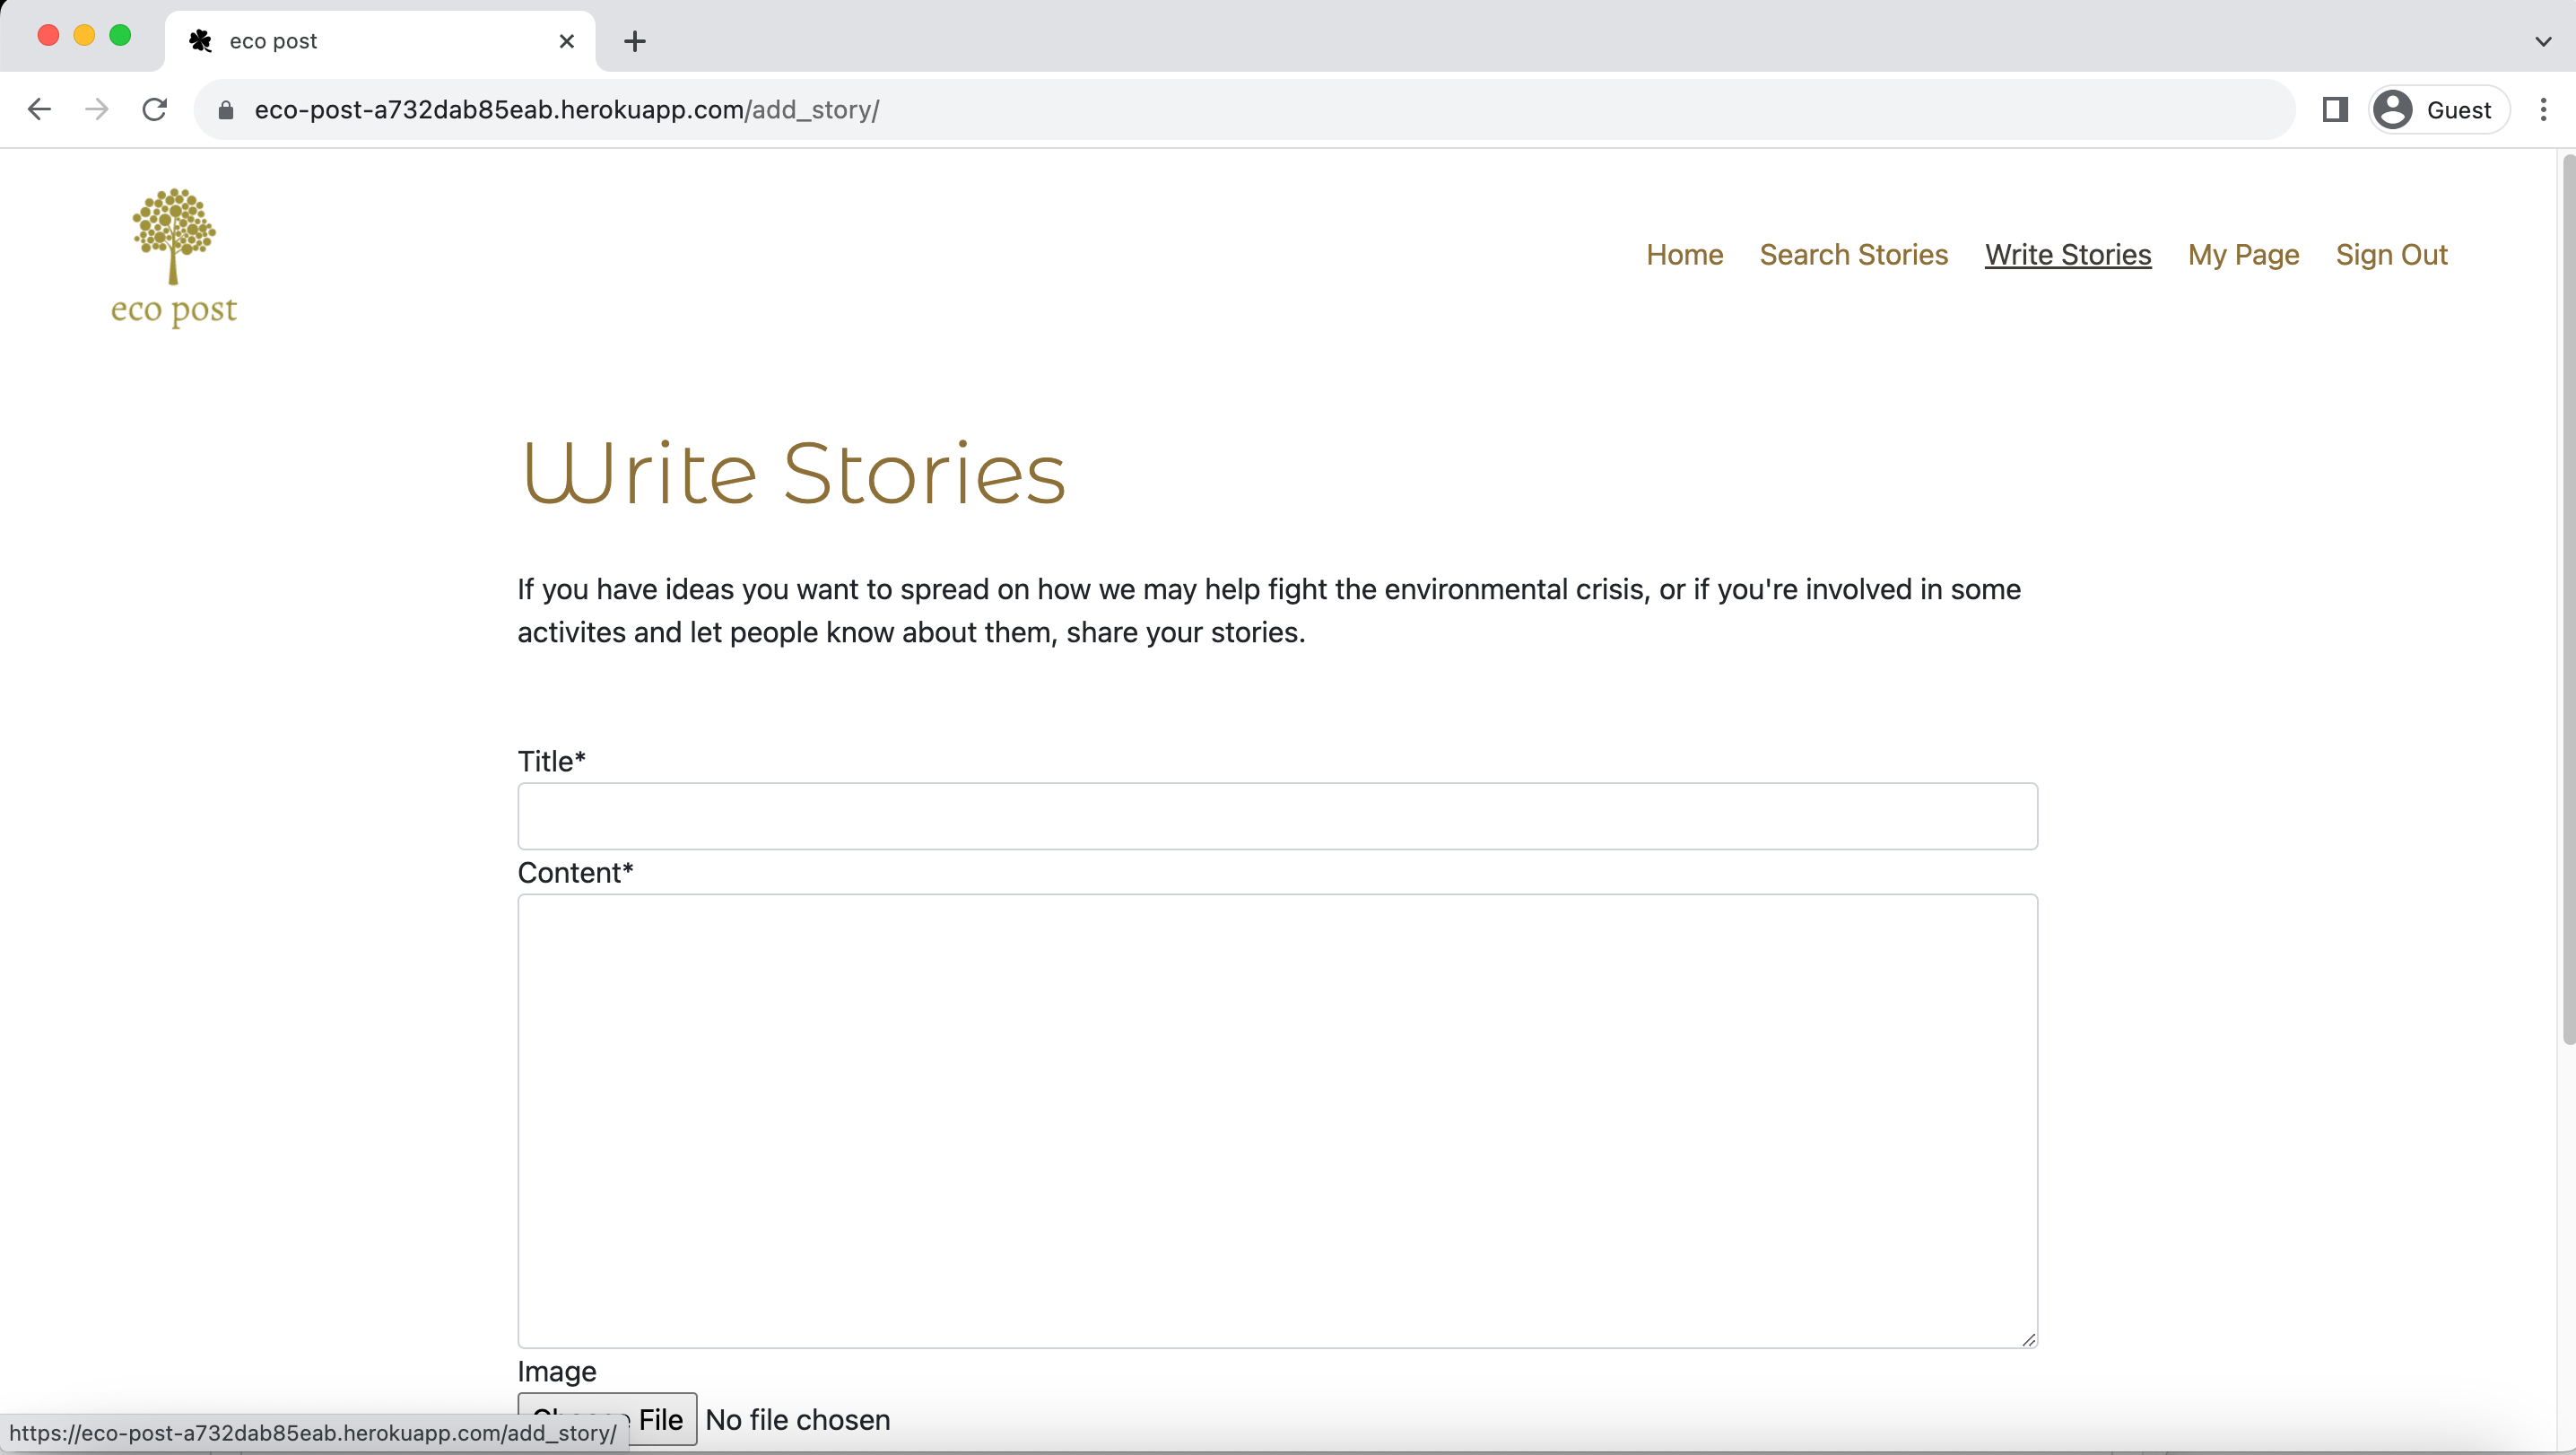 eco post
eco-post-a732dab85eab.herokuapp.com/add_story/
Guest
eco post
Home Search Stories Write Stories My Page Sign Out
Write Stories
If you have ideas you want to spread on how we may help fight the environmental crisis, or if you're involved in some
activites and let people know about them, share your stories.
Title*
Content*
Image
File No file chosen
https://eco-post-a732dab85eab.herokuapp.com/add_story/